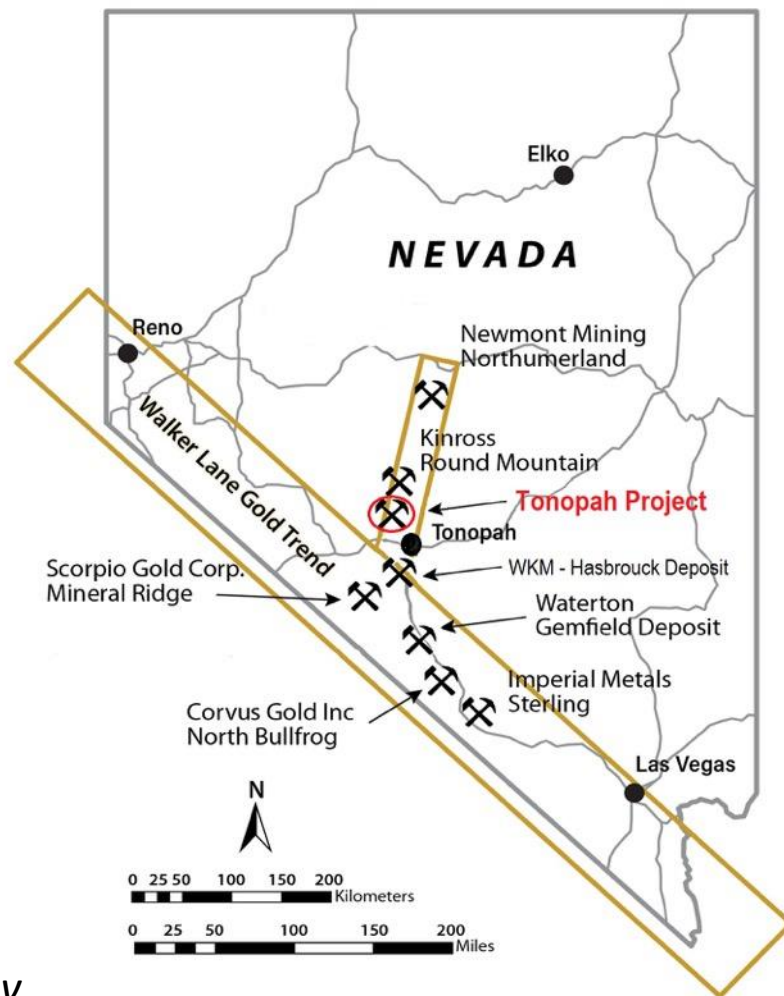 Elko
NEVADA
Reno
Newmont Mining
Northumerland
Walker Lane Gold Trend
Kinross
Round Mountain
Tonopah Project
Tonopah
WKM - Hasbrouck Deposit
Scorpio Gold Corp.
Mineral Ridge
Waterton
Gemfield Deposit
Imperial Metals
Sterling
Corvus Gold Inc
North Bullfrog
Las Vegas
N
0 25 50 100 150 200
Kilometers
0 25 50 100 150 200
Miles